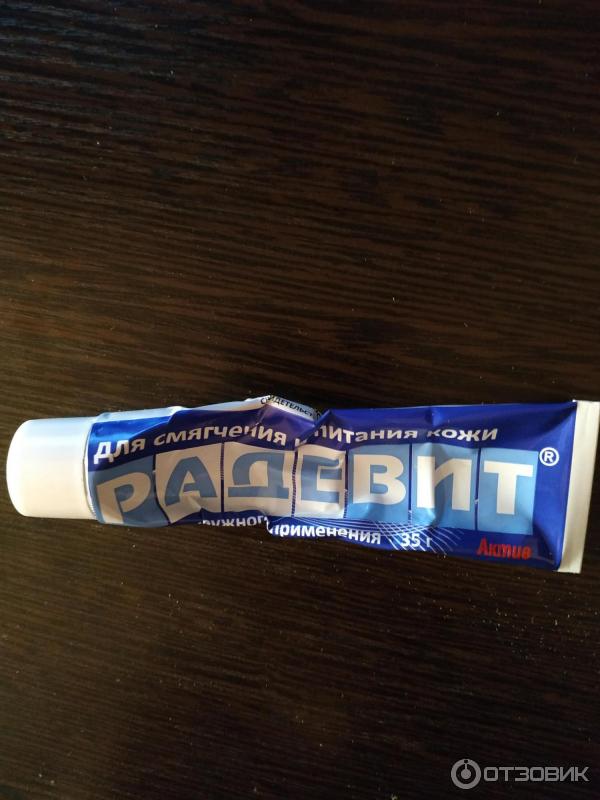 для смягчения и питания кожи
РАДЕВИТ®
применения 35 г
Актив
ОТЗОВИК